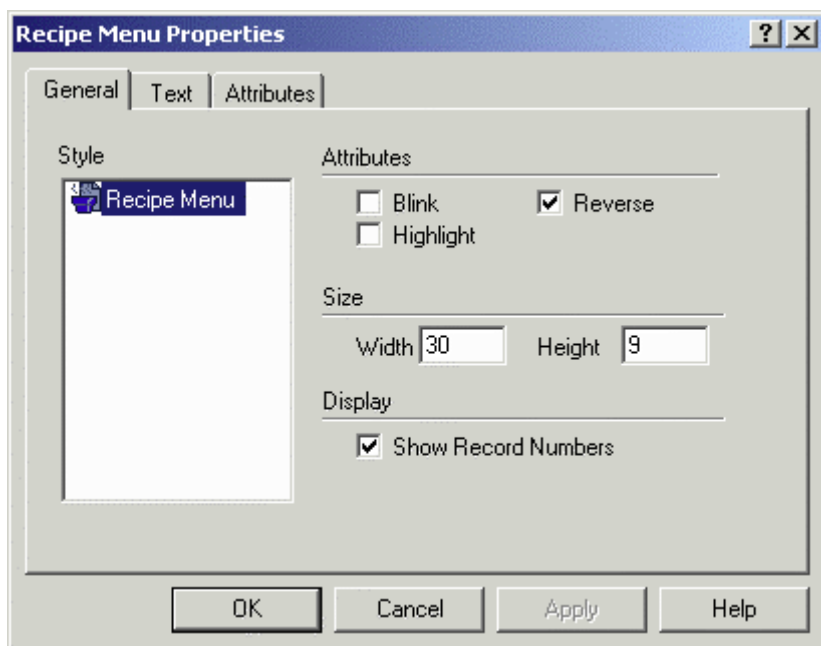 Recipe Menu Properties
General Text Attributes
Style
Recipe Menu
Attributes
Blink Reverse
Highlight
Size
Width 30 Height 9
Display
Show Record Numbers
OK Cancel Apply Help